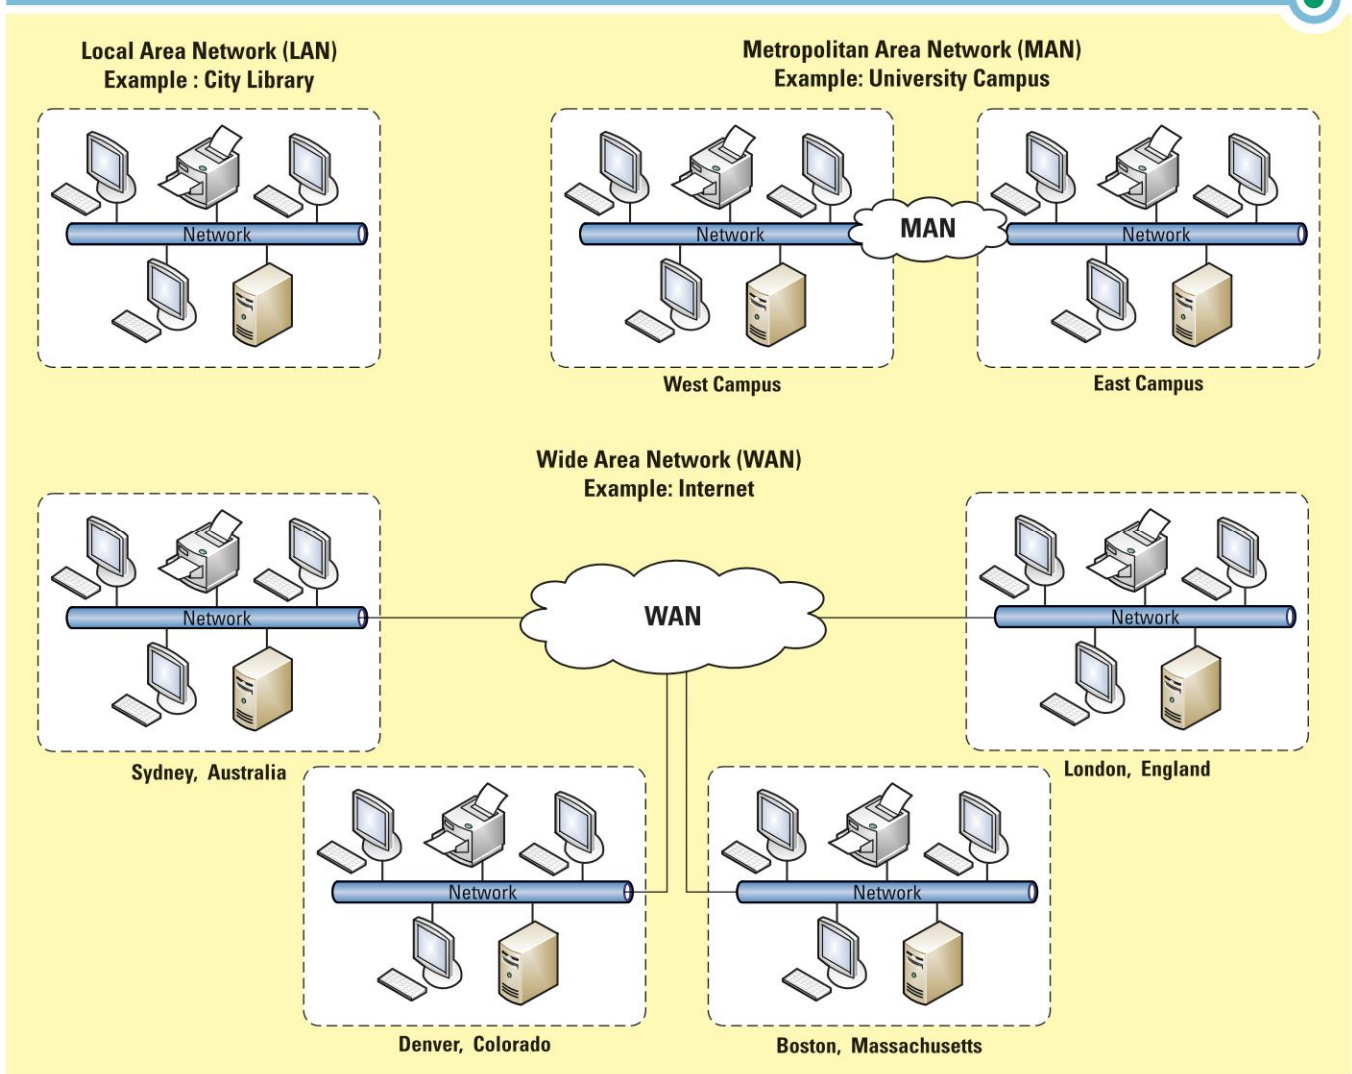 Local Area Network (LAN)
Example : City Library
Network
Metropolitan Area Network (MAN)
Example: University Campus
Network
MAN
Network
West Campus
East Campus
Wide Area Network (WAN)
Example: Internet
Network
WAN
Network
Sydney, Australia
London, England
Network
Network
Denver, Colorado
Boston, Massachusetts